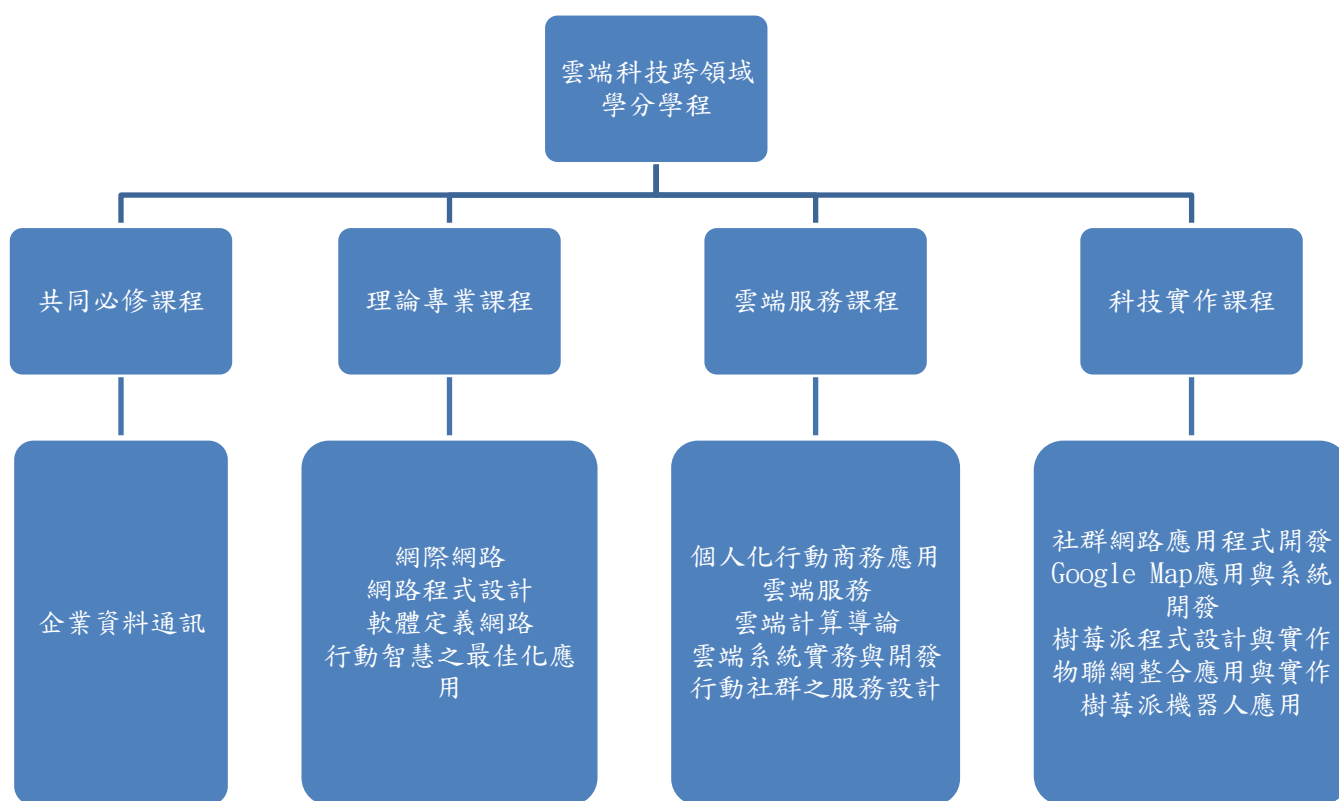 雲端科技跨領域
學分學程
共同必修課程
理論專業課程
雲端服務課程
科技實作課程
企業資料通訊
網際網路
網路程式設計
軟體定義網路
行動智慧之最佳化應
用
個人化行動商務應用
雲端服務
雲端計算導論
雲端系統實務與開發
行動社群之服務設計
社群網路應用程式開發
Google Map應用與系統
開發
樹莓派程式設計與實作
物聯網整合應用與實作
樹莓派機器人應用